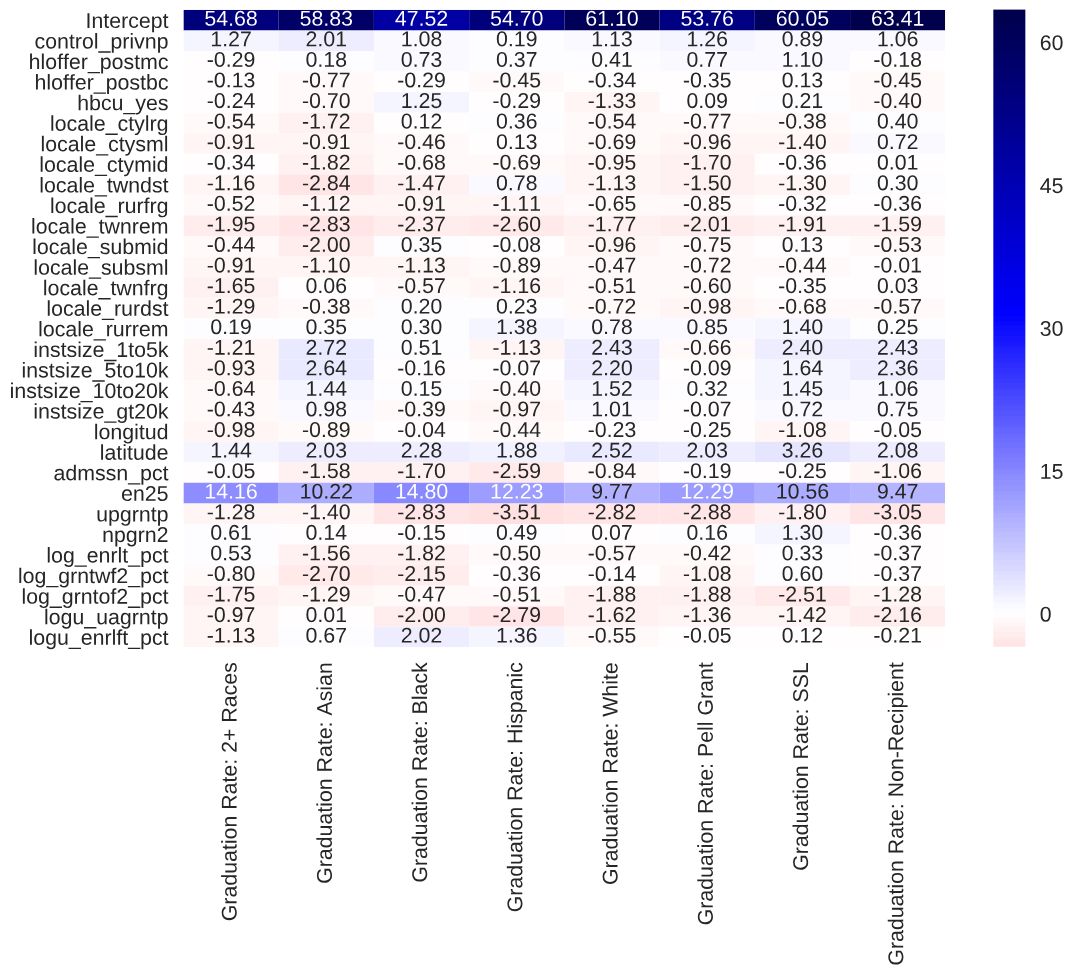 Intercept 54.68 58.83 47.52 54.70 61.10 53.76 60.05 63.41
control_privnp 1.27 2.01 1.08 0.19 1.13 1.26 0.89 1.06
hloffer_postmc -0.29 0.18 0.73 0.37 0.41 0.77 1.10 -0.18
hloffer_postbc -0.13 -0.77 -0.29 -0.45 -0.34 -0.35 0.13 -0.45
hbcu_yes -0.24 -0.70 1.25 -0.29 -1.33 0.09 0.21 -0.40
locale_ctylrg -0.54 -1.72 0.12 0.36 -0.54 -0.77 -0.38 0.40
locale_ctysml -0.91 -0.91 -0.46 0.13 -0.69 -0.96 -1.40 0.72
locale_ctymid -0.34 -1.82 -0.68 -0.69 -0.95 -1.70 -0.36 0.01
locale_twndst -1.16 -2.84 -1.47 0.78 -1.13 -1.50 -1.30 0.30
locale_rurfrg -0.52 -1.12 -0.91 -1.11 -0.65 -0.85 -0.32 -0.36
locale_twnrem -1.95 -2.83 -2.37 -2.60 -1.77 -2.01 -1.91 -1.59
locale_submid -0.44 -2.00 0.35 -0.08 -0.96 -0.75 0.13 -0.53
locale_subsml -0.91 -1.10 -1.13 -0.89 -0.47 -0.72 -0.44 -0.01
locale_twnfrg -1.65 0.06 -0.57 -1.16 -0.51 -0.60 -0.35 0.03
locale_rurdst -1.29 -0.38 0.20 0.23 -0.72 -0.98 -0.68 -0.57
locale_rurrem 0.19 0.35 0.30 1.38 0.78 0.85 1.40 0.25
instsize_1to5k -1.21 2.72 0.51 -1.13 2.43 -0.66 2.40 2.43
instsize_5to10k -0.93 2.64 -0.16 -0.07 2.20 -0.09 1.64 2.36
instsize_10to20k -0.64 1.44 0.15 -0.40 1.52 0.32 1.45 1.06
instsize_gt20k -0.43 0.98 -0.39 -0.97 1.01 -0.07 0.72 0.75
longitud -0.98 -0.89 -0.04 -0.44 -0.23 -0.25 -1.08 -0.05
latitude 1.44 2.03 2.28 1.88 2.52 2.03 3.26 2.08
admssn_pct -0.05 -1.58 -1.70 -2.59 -0.84 -0.19 -0.25 -1.06
en25 14.16 10.22 14.80 12.23 9.77 12.29 10.56 9.47
upgrntp -1.28 -1.40 -2.83 -3.51 -2.82 -2.88 -1.80 -3.05
npgrn2 0.61 0.14 -0.15 0.49 0.07 0.16 1.30 -0.36
log_enrlt_pct 0.53 -1.56 -1.82 -0.50 -0.57 -0.42 0.33 -0.37
log_grntwf2_pct -0.80 -2.70 -2.15 -0.36 -0.14 -1.08 0.60 -0.37
log_grntof2_pct -1.75 -1.29 -0.47 -0.51 -1.88 -1.88 -2.51 -1.28
logu_uagrntp -0.97 0.01 -2.00 -2.79 -1.62 -1.36 -1.42 -2.16
logu_enrlft_pct -1.13 0.67 2.02 1.36 -0.55 -0.05 0.12 -0.21
Graduation Rate: 2+ Races
Graduation Rate: Asian
Graduation Rate: Black
Graduation Rate: Hispanic
Graduation Rate: White
Graduation Rate: Pell Grant
Graduation Rate: SSL
Graduation Rate: Non-Recipient
60
45
30
15
0